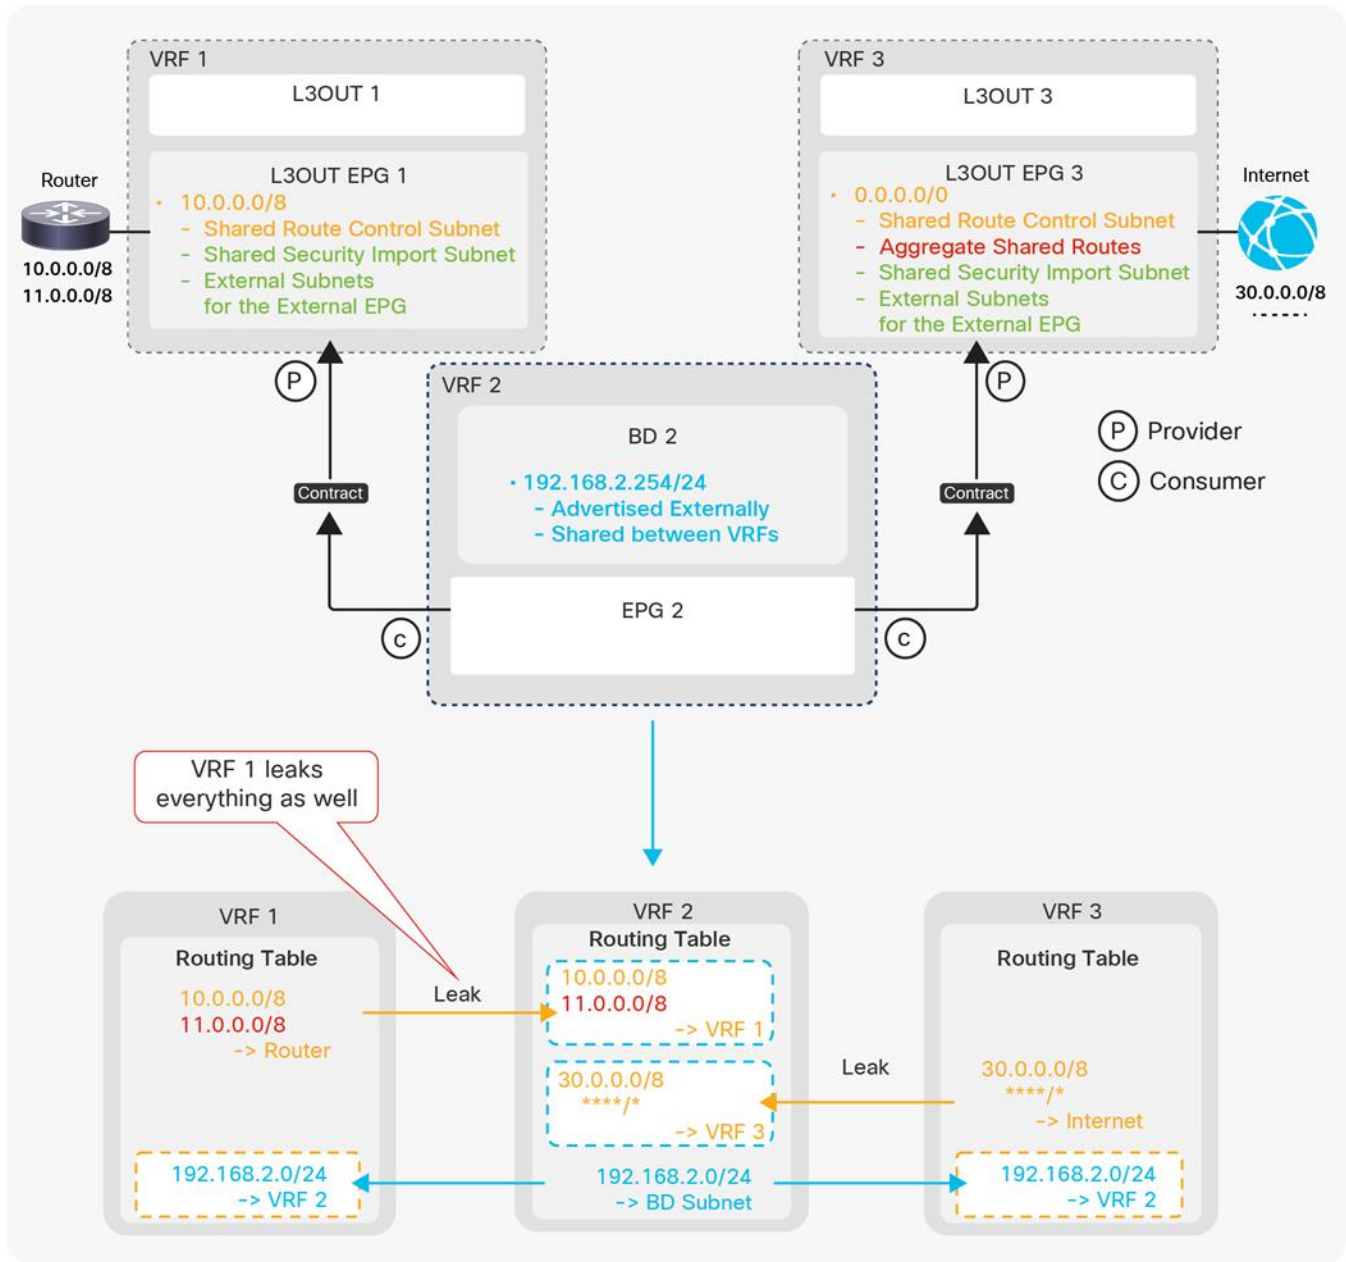 VRF 1
L3OUT 1
L3OUT EPG 1
· 10.0.0.0/8
- Shared Route Control Subnet
- Shared Security Import Subnet
- External Subnets
for the External EPG
Router
10.0.0.0/8
11.0.0.0/8
VRF 3
L3OUT 3
L3OUT EPG 3
· 0.0.0.0/0
- Shared Route Control Subnet
- Aggregate Shared Routes
- Shared Security Import Subnet
- External Subnets
for the External EPG
Internet
30.0.0.0/8
......
P
P
VRF 2
BD 2
· 192.168.2.254/24
- Advertised Externally
- Shared between VRFs
EPG 2
Contract
Contract
C
C
P Provider
C Consumer
VRF 1 leaks
everything as well
VRF 1
Routing Table
10.0.0.0/8
11.0.0.0/8
-> Router
192.168.2.0/24
-> VRF 2
Leak
VRF 2
Routing Table
10.0.0.0/8
11.0.0.0/8
-> VRF 1
30.0.0.0/8
****/*
-> VRF 3
192.168.2.0/24
-> BD Subnet
Leak
VRF 3
Routing Table
30.0.0.0/8
****/*
-> Internet
192.168.2.0/24
-> VRF 2